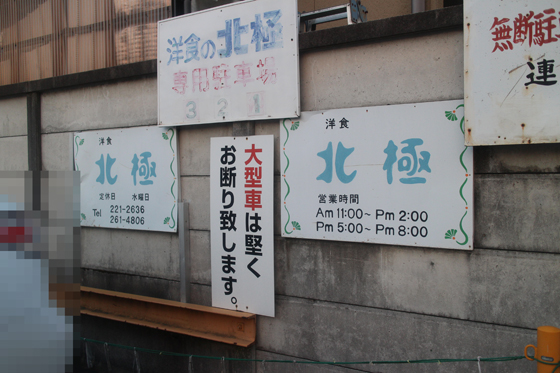 洋食の北極
専用駐車場
3 2 1
無断駐
連
洋食
北極
定休日 水曜日
Tel 221-2636
261-4806
大型車は堅く
お断り致します。
洋食
北極
営業時間
Am 11:00~ Pm 2:00
Pm 5:00~ Pm 8:00